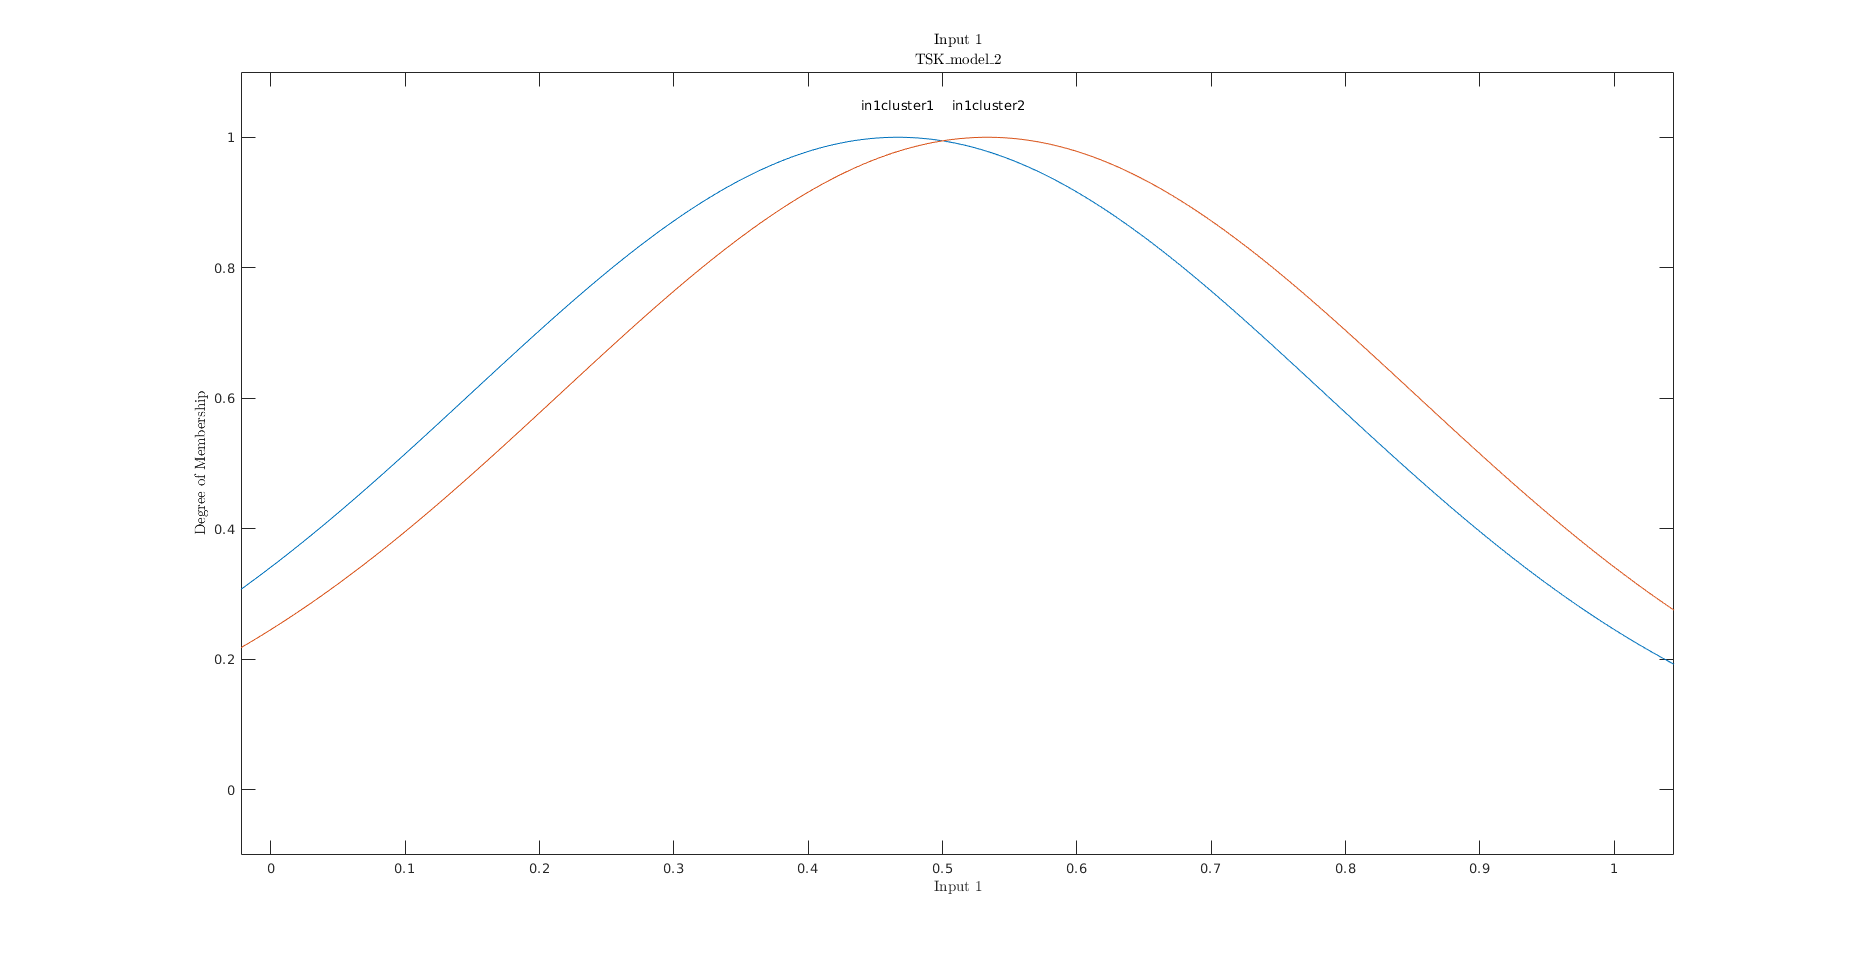 Input 1
TSK_model_2
in1cluster1 in1cluster2
1
0.8
0.6
0.4
0.2
0
Degree of Membership
0 0.1 0.2 0.3 0.4 0.5 0.6 0.7 0.8 0.9 1
Input 1